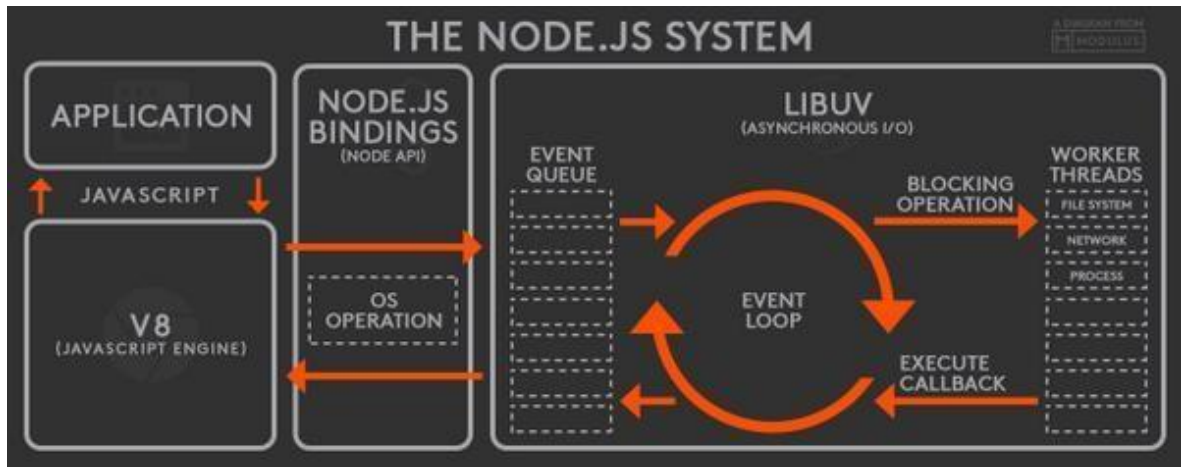 THE NODE.JS SYSTEM
A DIAGRAM FROM
MODULUS
APPLICATION
JAVASCRIPT
V8
(JAVASCRIPT ENGINE)
NODE.JS
BINDINGS
(NODE API)
OS
OPERATION
LIBUV
(ASYNCHRONOUS I/O)
EVENT
QUEUE
EVENT
LOOP
BLOCKING
OPERATION
EXECUTE
CALLBACK
WORKER
THREADS
FILE SYSTEM
NETWORK
PROCESS